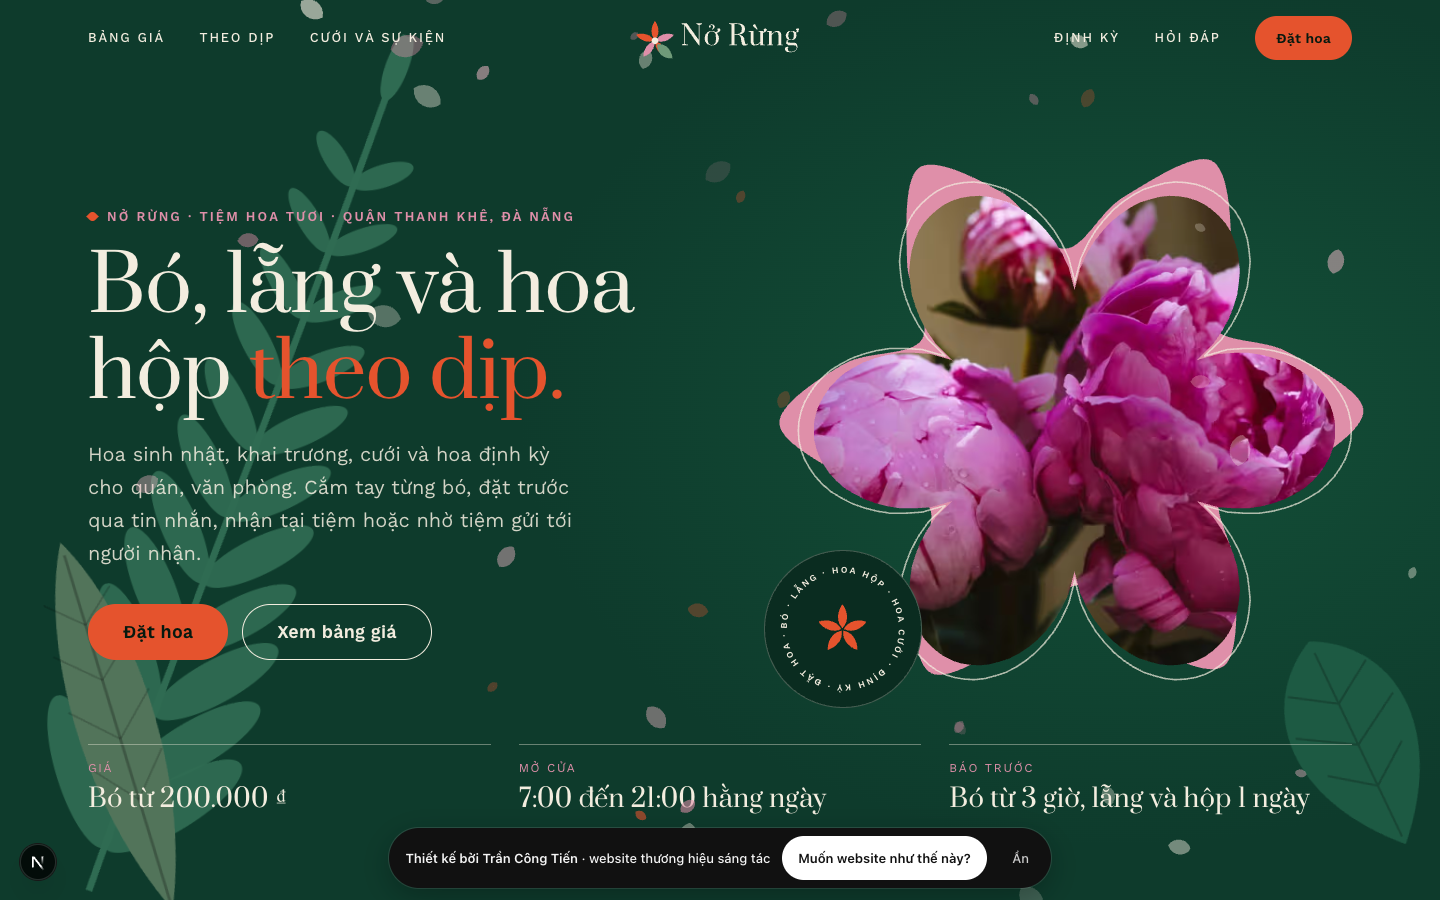 BẢNG GIÁ
THEO DỊP
CƯỚI VÀ SỰ KIỆN
Nở Rừng
ĐỊNH KỲ
HỎI ĐÁP
Đặt hoa
NỞ RỪNG · TIỆM HOA TƯƠI · QUẬN THANH KHÊ, ĐÀ NẴNG
Bó, lẵng và hoa
hộp theo dịp.
Hoa sinh nhật, khai trương, cưới và hoa định kỳ
cho quán, văn phòng. Cắm tay từng bó, đặt trước
qua tin nhắn, nhận tại tiệm hoặc nhờ tiệm gửi tới
người nhận.
Đặt hoa
Xem bảng giá
BÓ · LẴNG · HOA HỘP · HOA CƯỚI · ĐỊNH KỲ · ĐẶT HOA ·
GIÁ
Bó từ 200.000 ₫
MỞ CỬA
7:00 đến 21:00 hằng ngày
BÁO TRƯỚC
Bó từ 3 giờ, lẵng và hộp 1 ngày
Thiết kế bởi Trần Công Tiến · website thương hiệu sáng tác
Muốn website như thế này?
Ẩn